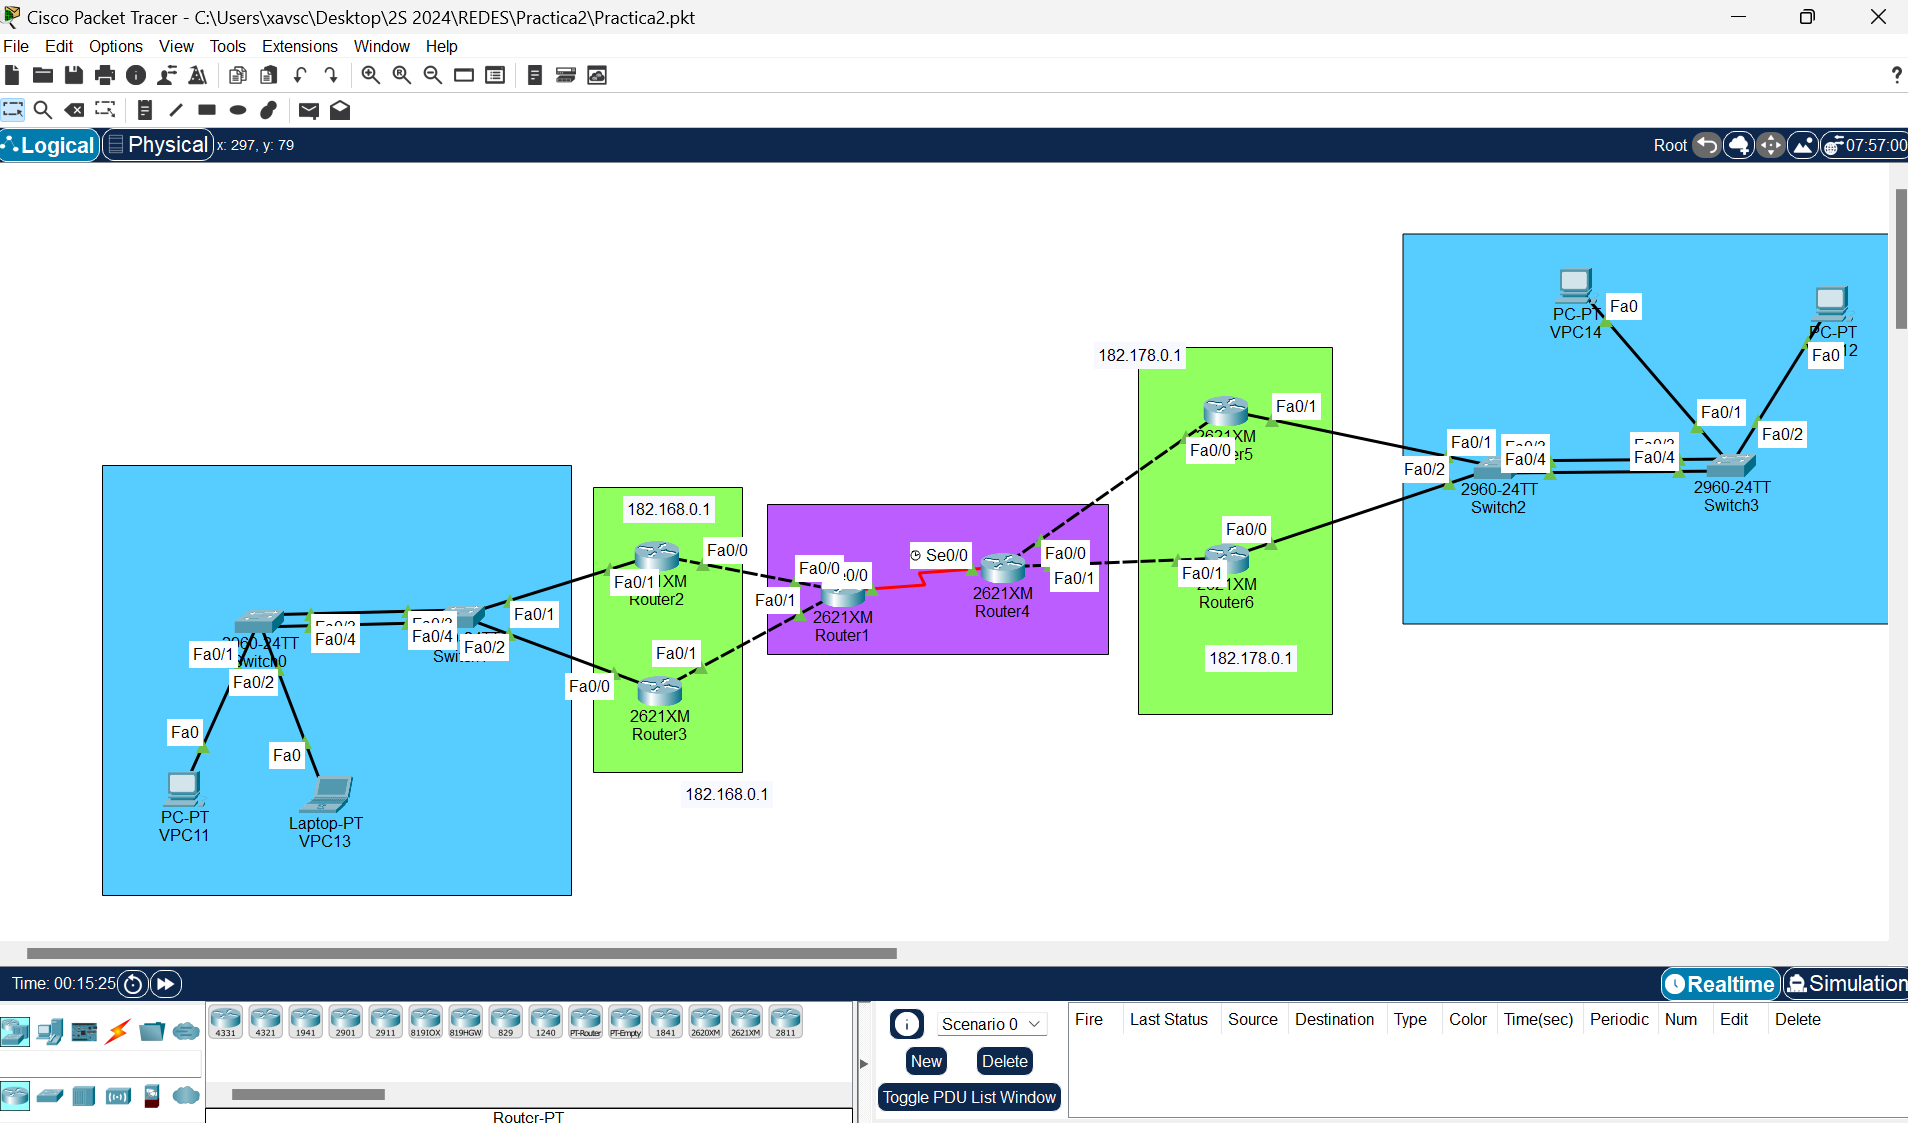 Cisco Packet Tracer - C:\Users\xavsc\Desktop\2S 2024\REDES\Practica2\Practica2.pkt
File Edit Options View Tools Extensions Window Help
?
Logical Physical x: 297, y: 79
Root 07:57:00
PC-PT
VPC14
Fa0
PC-PT
12
Fa0
182.178.0.1
Fa0/1
2621XM
er5
Fa0/0
Fa0/1
Fa0/2
Fa0/4
Fa0/4
Fa0/1
Fa0/2
2960-24TT
Switch2
2960-24TT
Switch3
182.168.0.1
Fa0/0
Fa0/1 XM
Router2
Fa0/0
Fa0/1
2621XM
Router1
Se0/0
2621XM
Router4
Fa0/0
Fa0/1
Fa0/0
Fa0/1
2621XM
Router6
182.178.0.1
Fa0/4
Fa0/4
Fa0/1
Fa0/2
Fa0/1
Fa0/2
Fa0/1
Fa0/0
2621XM
Router3
182.168.0.1
Fa0
Fa0
PC-PT
VPC11
Laptop-PT
VPC13
Time: 00:15:25
Realtime Simulation
4331 4321 1941 2901 2911 819IOX 819HGW 829 1240 PT-Router PT-Empty 1841 2620XM 2621XM 2811
Router-PT
Scenario 0
New Delete
Toggle PDU List Window
Fire Last Status Source Destination Type Color Time(sec) Periodic Num Edit Delete